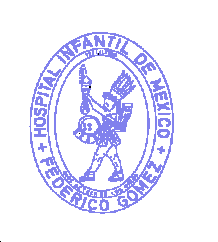 HOSPITAL INFANTIL DE MEXICO
FEDERICO GOMEZ